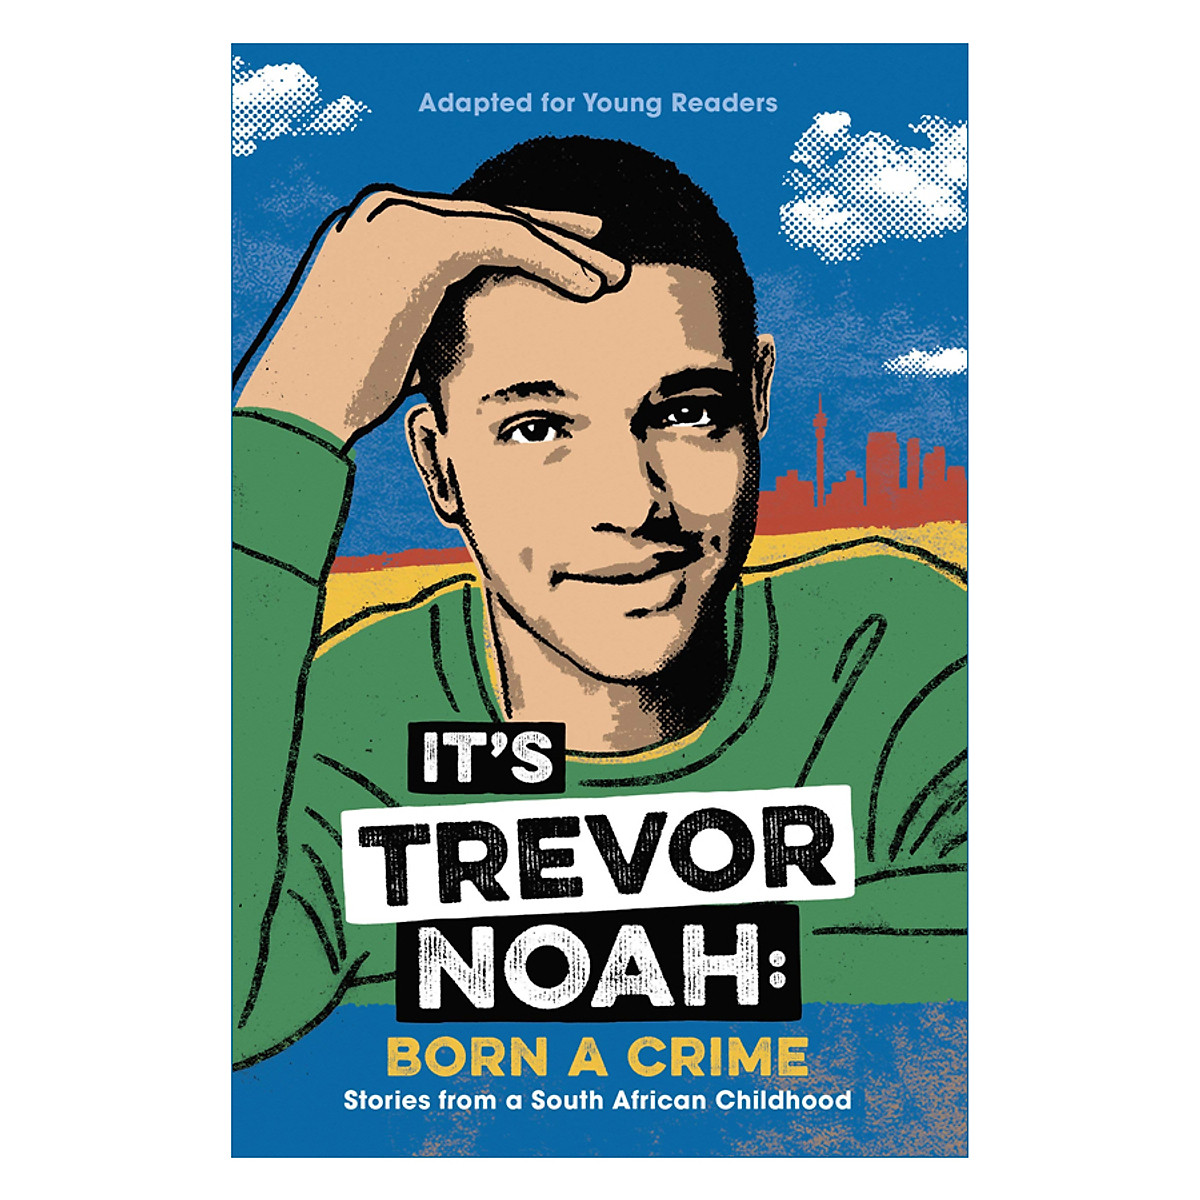 Adapted for Young Readers
IT'S
TREVOR
NOAH:
BORN A CRIME
Stories from a South African Childhood